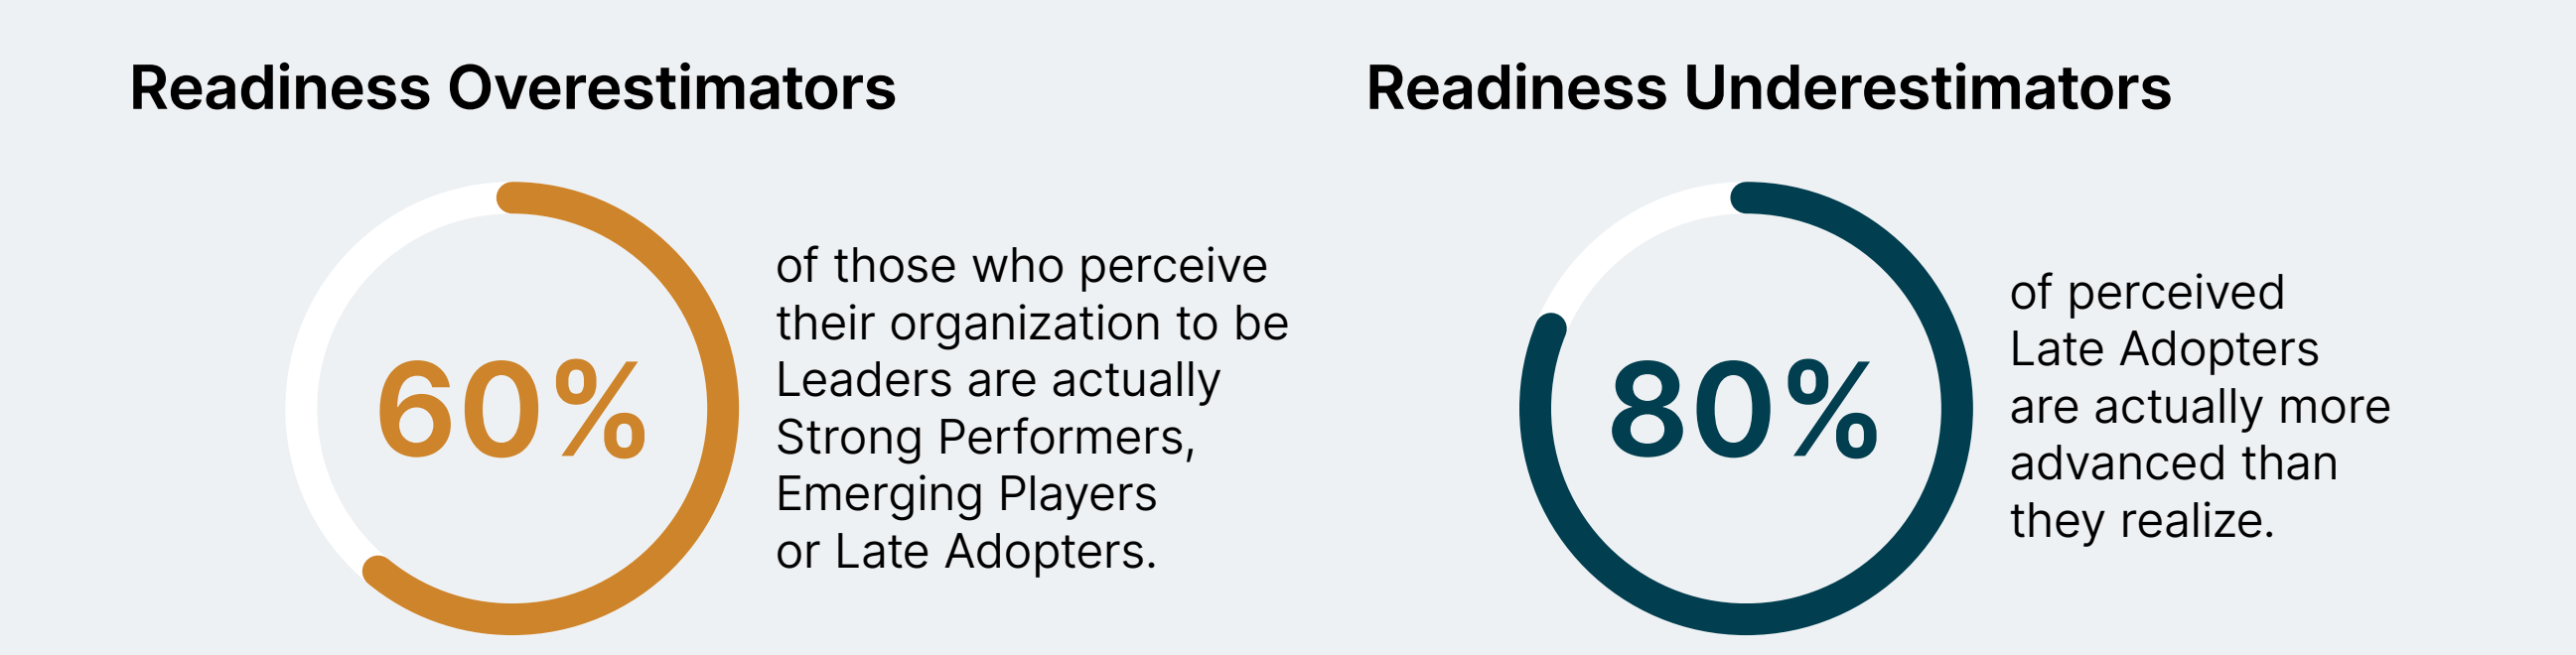 Readiness Overestimators
60%
of those who perceive
their organization to be
Leaders are actually
Strong Performers,
Emerging Players
or Late Adopters.
Readiness Underestimators
80%
of perceived
Late Adopters
are actually more
advanced than
they realize.